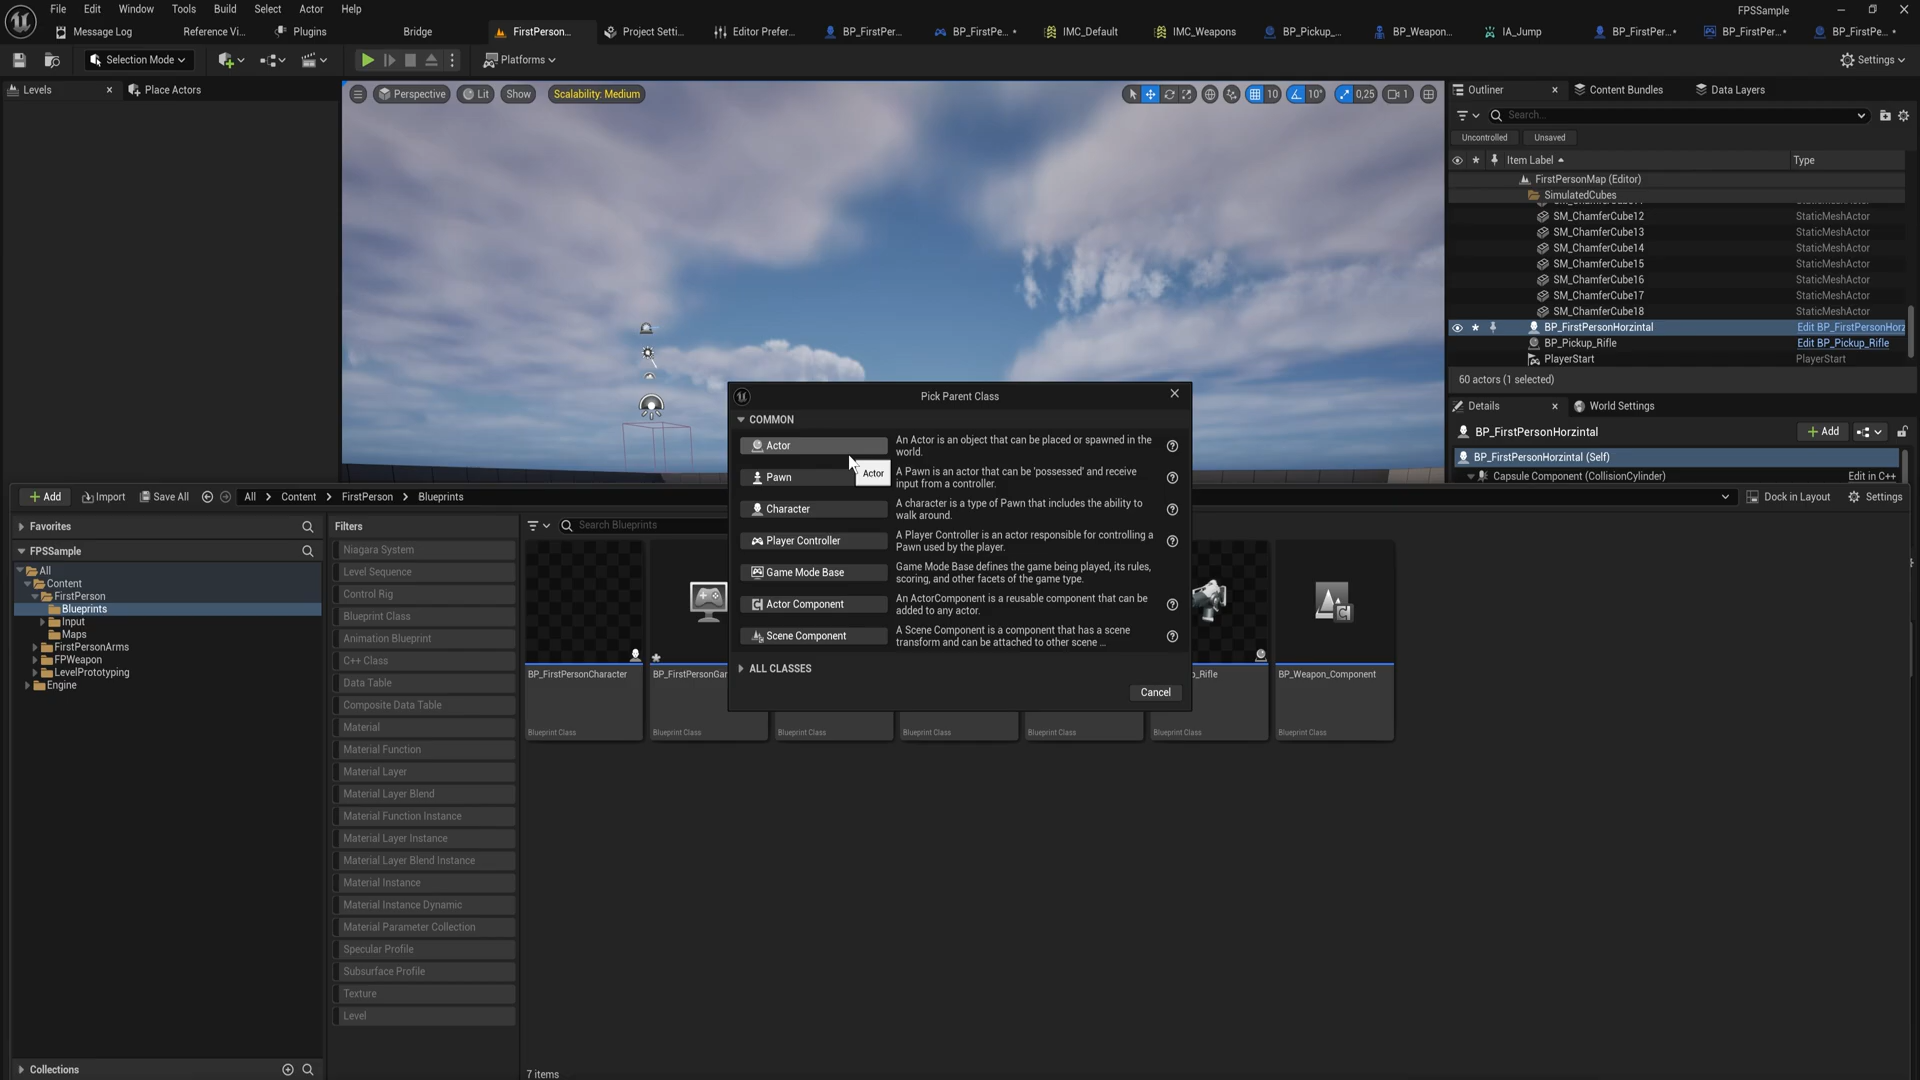 File Edit Window Tools Build Select Actor Help
FPSSample
Message Log Reference Vi... Plugins Bridge FirstPerson... Project Setti... Editor Prefer... BP_FirstPer... BP_FirstPe... • IMC_Default IMC_Weapons BP_Pickup_... BP_Weapon... IA_Jump BP_FirstPer... • BP_FirstPer... • BP_FirstPe... •
Selection Mode Platforms Settings
Levels Place Actors
Perspective Lit Show Scalability: Medium 10 10° 0,25 1
Outliner Content Bundles Data Layers
Search...
Uncontrolled Unsaved
Item Label Type
FirstPersonMap (Editor)
SimulatedCubes
SM_ChamferCube12 StaticMeshActor
SM_ChamferCube13 StaticMeshActor
SM_ChamferCube14 StaticMeshActor
SM_ChamferCube15 StaticMeshActor
SM_ChamferCube16 StaticMeshActor
SM_ChamferCube17 StaticMeshActor
SM_ChamferCube18 StaticMeshActor
BP_FirstPersonHorzintal Edit BP_FirstPersonHorz
BP_Pickup_Rifle Edit BP_Pickup_Rifle
PlayerStart PlayerStart
60 actors (1 selected)
Details World Settings
BP_FirstPersonHorzintal Add
BP_FirstPersonHorzintal (Self)
Capsule Component (CollisionCylinder) Edit in C++
Pick Parent Class
COMMON
Actor
An Actor is an object that can be placed or spawned in the
world.
Actor
Pawn
A Pawn is an actor that can be 'possessed' and receive
input from a controller.
Character
A character is a type of Pawn that includes the ability to
walk around.
Player Controller
A Player Controller is an actor responsible for controlling a
Pawn used by the player.
Game Mode Base
Game Mode Base defines the game being played, its rules,
scoring, and other facets of the game type.
Actor Component
An ActorComponent is a reusable component that can be
added to any actor.
Scene Component
A Scene Component is a component that has a scene
transform and can be attached to other scene ...
ALL CLASSES
Cancel
Add Import Save All All Content FirstPerson Blueprints Dock in Layout Settings
Favorites
FPSSample
All
Content
FirstPerson
Blueprints
Input
Maps
FirstPersonArms
FPWeapon
LevelPrototyping
Engine
Collections
Filters
Niagara System
Level Sequence
Control Rig
Blueprint Class
Animation Blueprint
C++ Class
Data Table
Composite Data Table
Material
Material Function
Material Layer
Material Layer Blend
Material Function Instance
Material Layer Instance
Material Layer Blend Instance
Material Instance
Material Instance Dynamic
Material Parameter Collection
Specular Profile
Subsurface Profile
Texture
Level
Search Blueprints
BP_FirstPersonCharacter BP_FirstPersonGar _Rifle BP_Weapon_Component
Blueprint Class Blueprint Class Blueprint Class Blueprint Class Blueprint Class Blueprint Class Blueprint Class
7 items